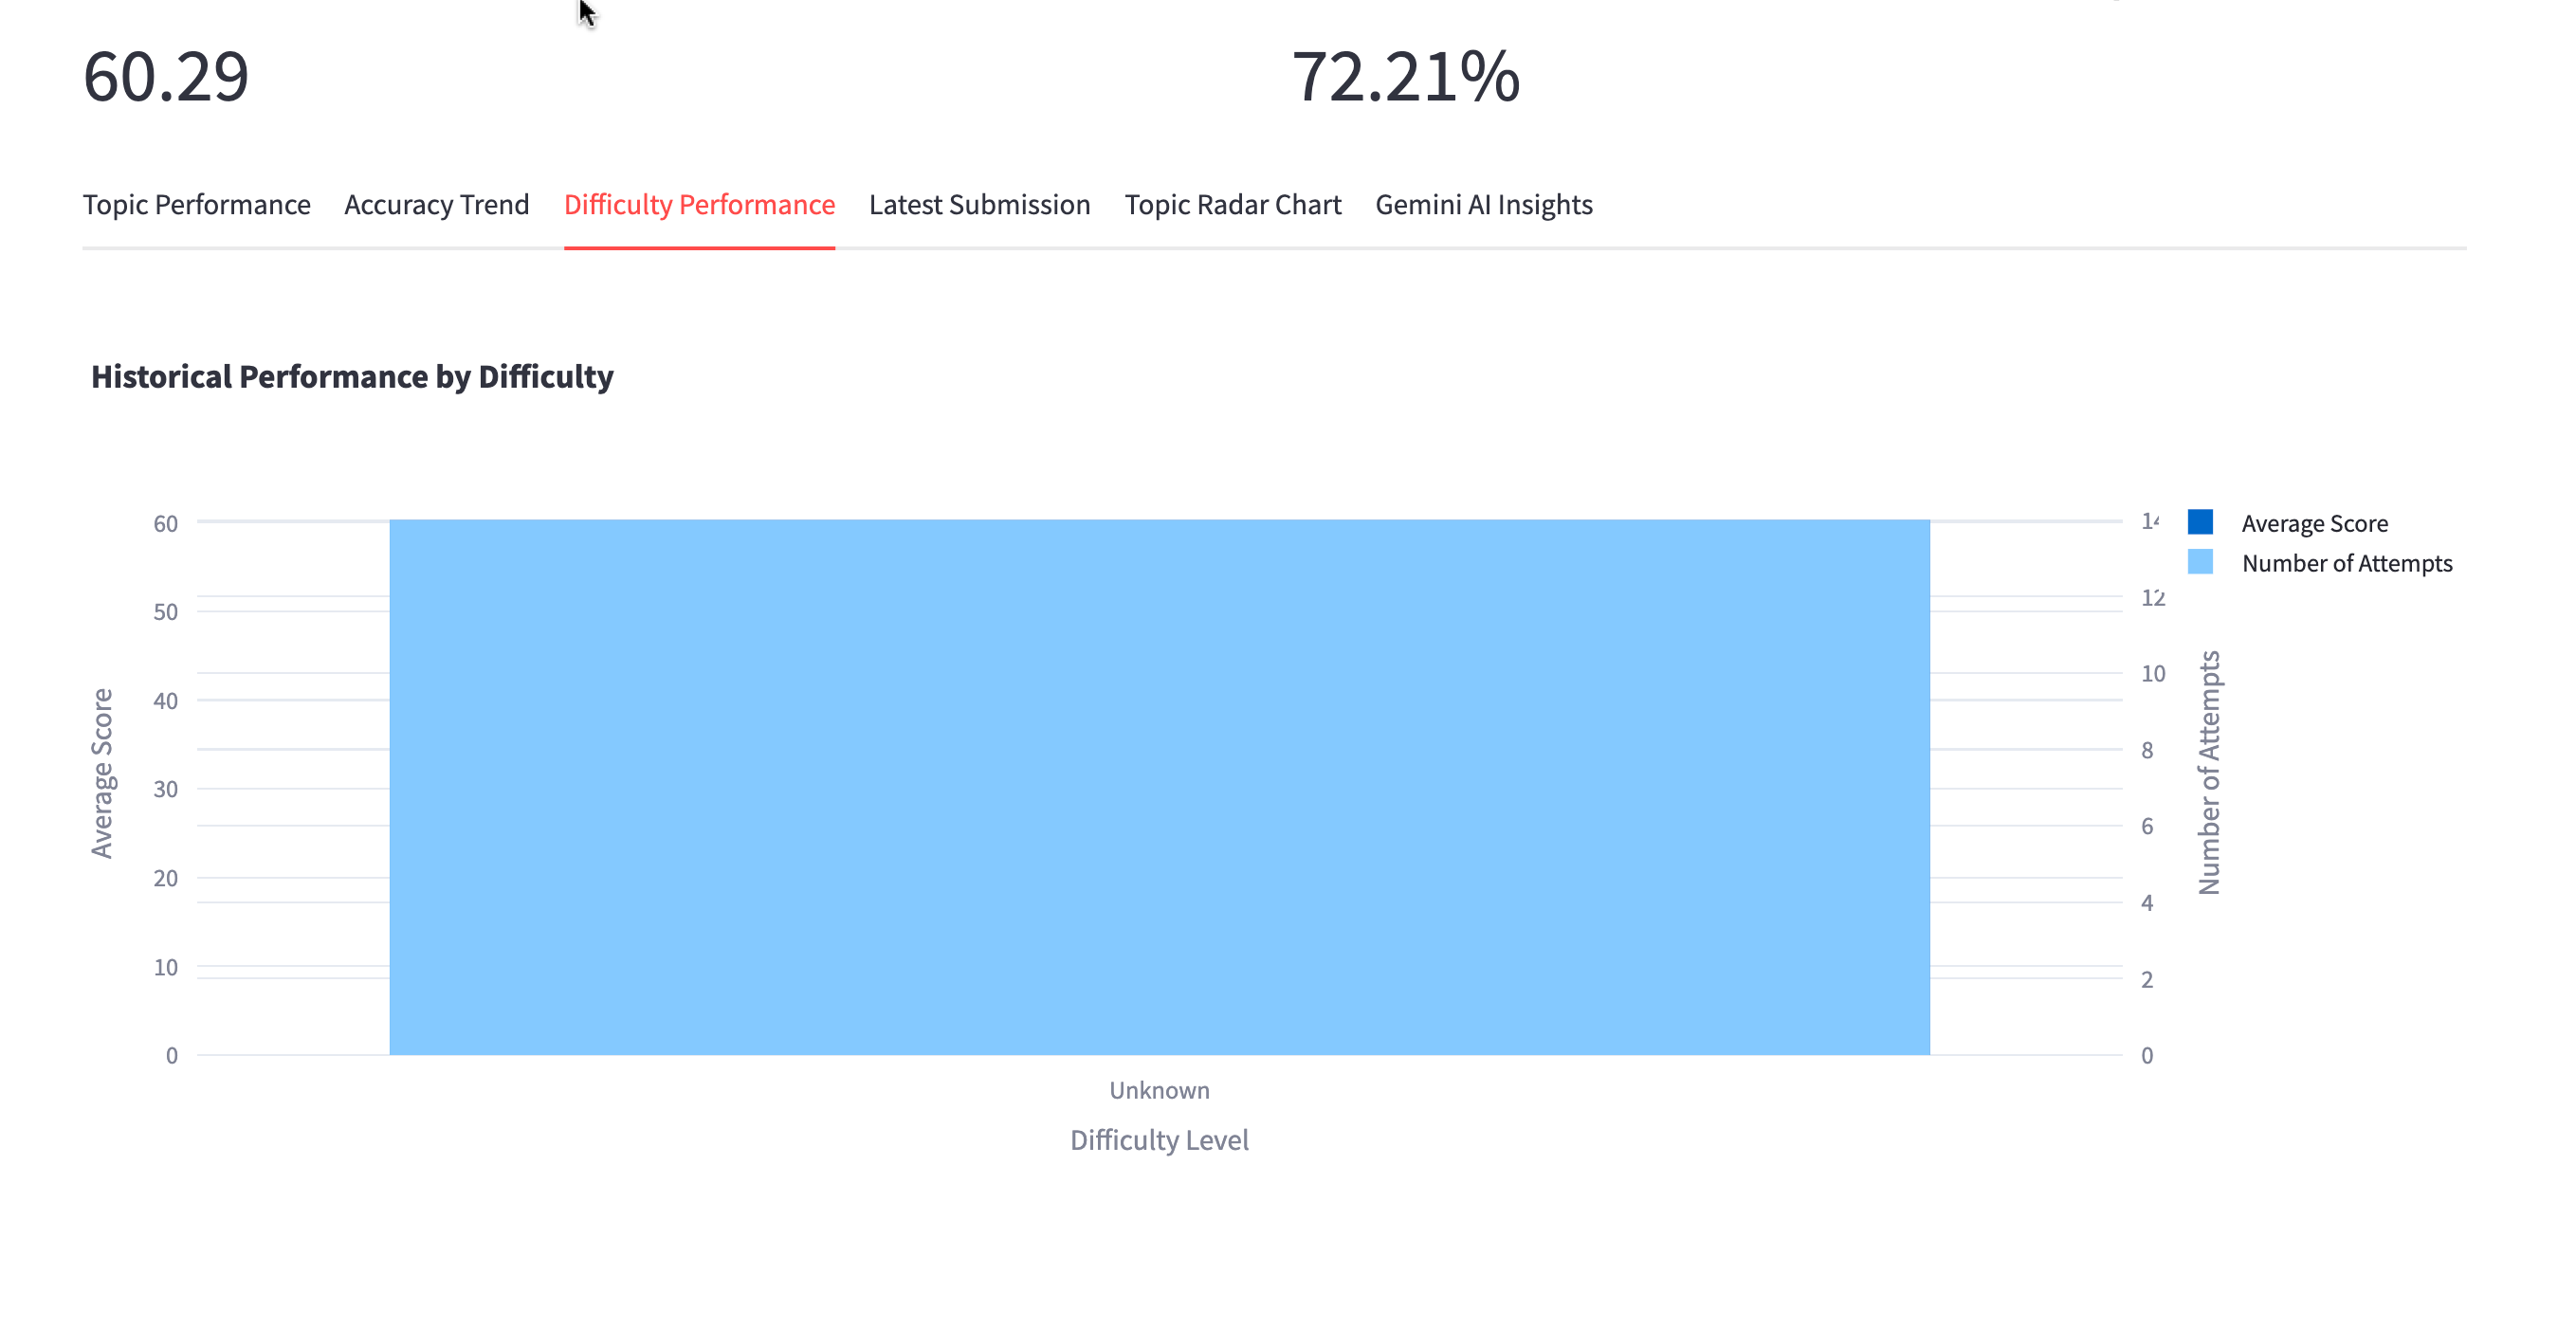 60.29
72.21%
Topic Performance Accuracy Trend Difficulty Performance Latest Submission Topic Radar Chart Gemini AI Insights
Historical Performance by Difficulty
60
50
40
30
20
10
0
Average Score
Unknown
Difficulty Level
14
12
10
8
6
4
2
0
Number of Attempts
Average Score
Number of Attempts